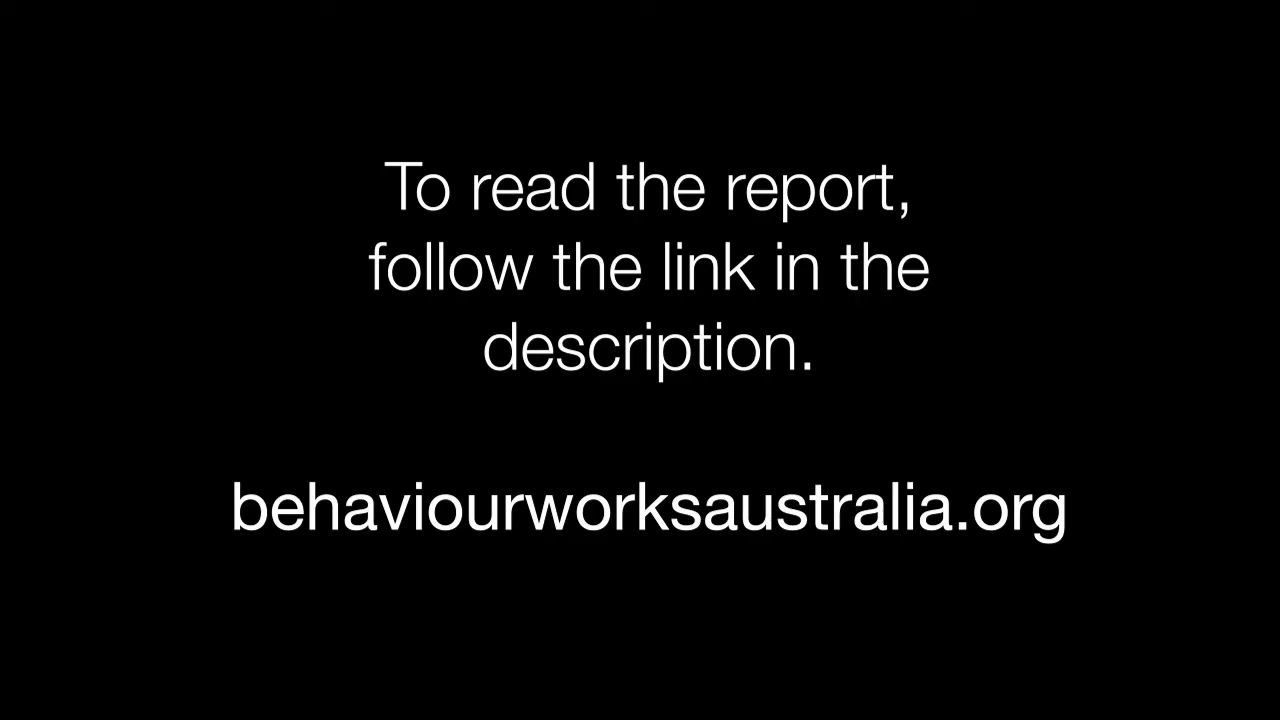 To read the report,
follow the link in the
description.
behaviourworksaustralia.org